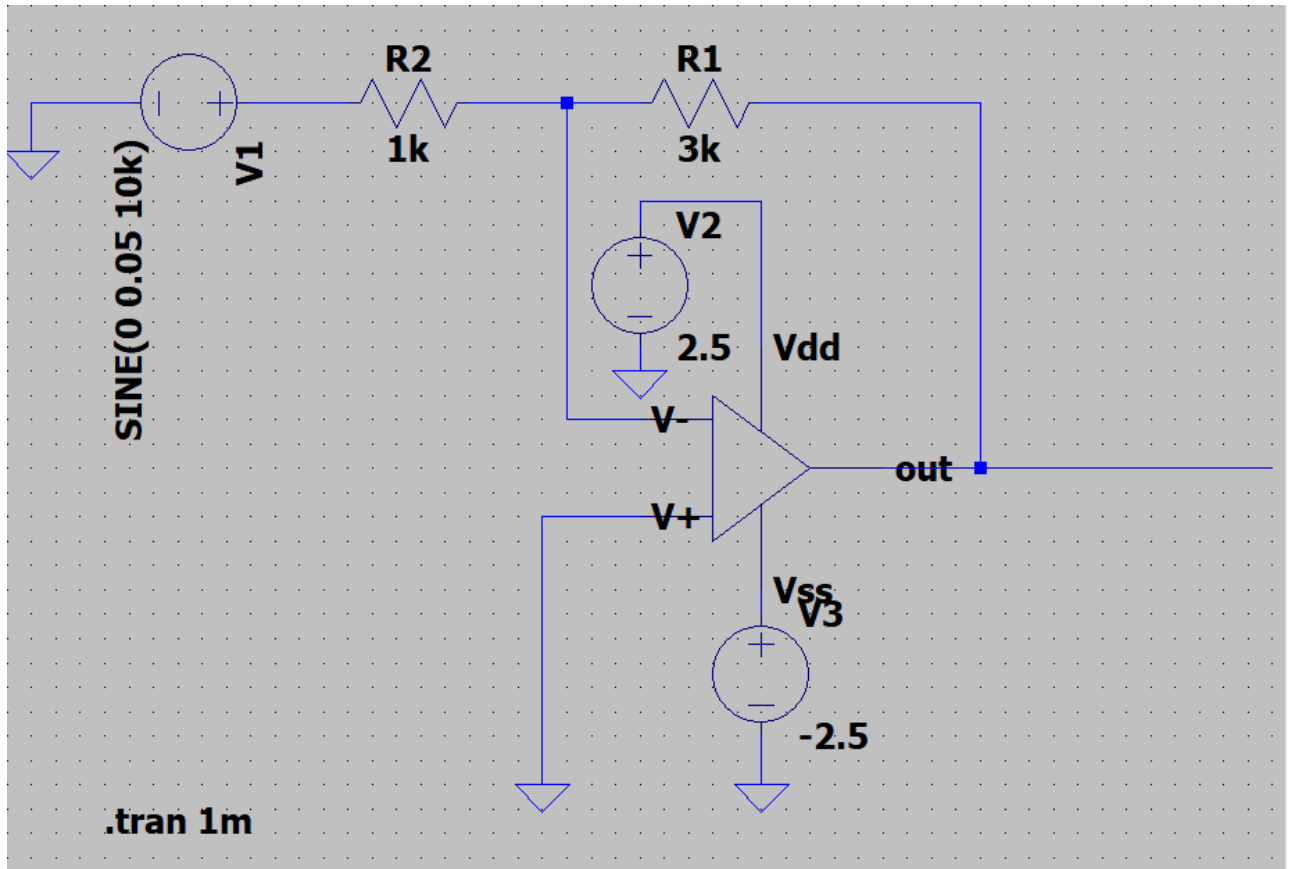 R2
R1
1k
3k
V1
SINE(0 0.05 10k)
V2
2.5
Vdd
V-
V+
out
Vss
V3
-2.5
.tran 1m